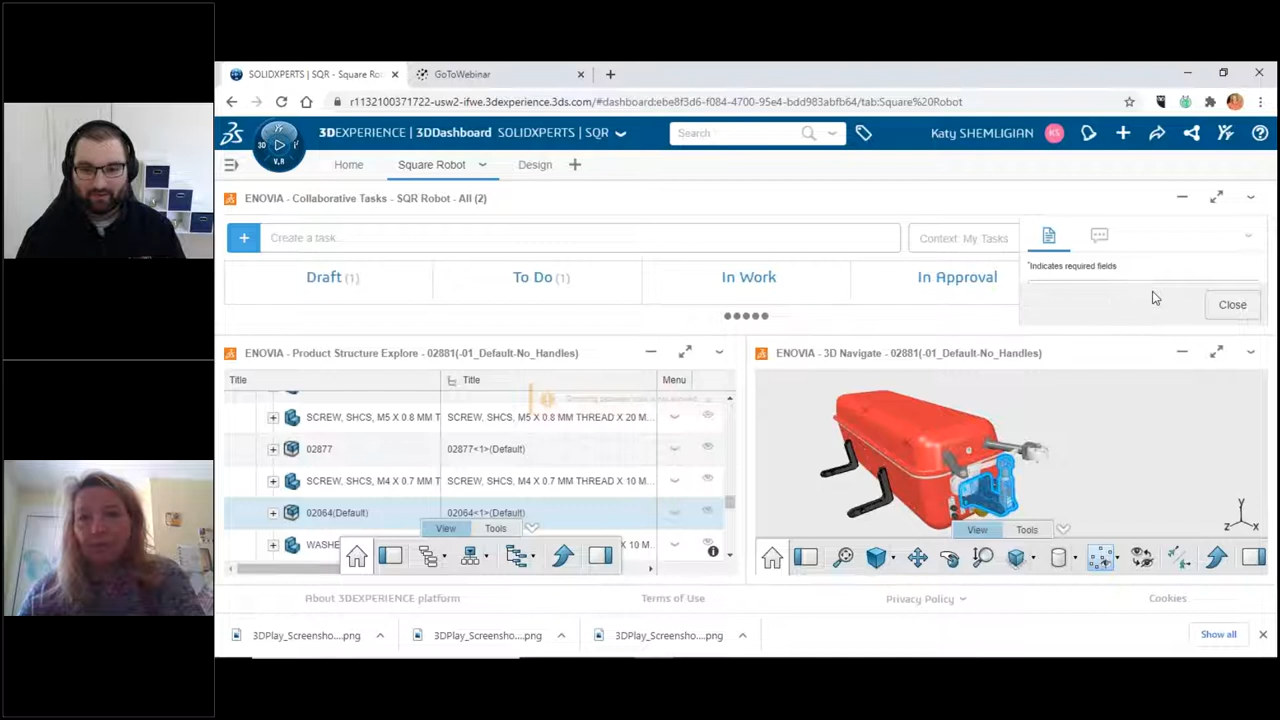 SOLIDXPERTS | SQR - Square Ro
GoToWebinar
r1132100371722-usw2-ifwe.3dexperience.3ds.com/#dashboard:ebe8f3d6-f084-4700-95e4-bdd983abfb64/tab:Square%20Robot
3DEXPERIENCE | 3DDashboard SOLIDXPERTS | SQR
Search
Katy SHEMLIGIAN
KS
3D
V.R
Home
Square Robot
Design
ENOVIA - Collaborative Tasks - SQR Robot - All (2)
Create a task...
Context: My Tasks
*Indicates required fields
Close
Draft (1)
To Do (1)
In Work
In Approval
ENOVIA - Product Structure Explore - 02881(-01_Default-No_Handles)
Title
Title
Menu
SCREW, SHCS, M5 X 0.8 MM T
SCREW, SHCS, M5 X 0.8 MM THREAD X 20 M...
02877
02877<1>(Default)
SCREW, SHCS, M4 X 0.7 MM T
SCREW, SHCS, M4 X 0.7 MM THREAD X 10 M...
02064(Default)
02064<1>(Default)
View
Tools
X 10 M...
ENOVIA - 3D Navigate - 02881(-01_Default-No_Handles)
Y
Z
X
View
Tools
About 3DEXPERIENCE platform
Terms of Use
Privacy Policy
Cookies
3DPlay_Screensho....png
3DPlay_Screensho....png
3DPlay_Screensho....png
Show all